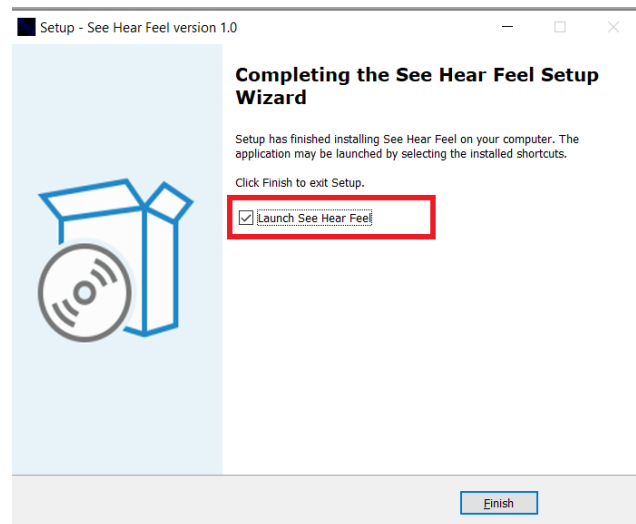 Setup - See Hear Feel version 1.0
Completing the See Hear Feel Setup
Wizard
Setup has finished installing See Hear Feel on your computer. The
application may be launched by selecting the installed shortcuts.
Click Finish to exit Setup.
Launch See Hear Feel
Finish